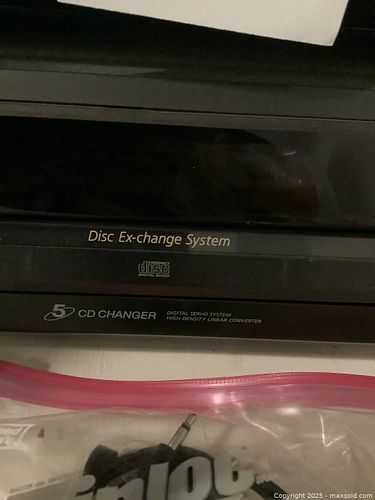 Disc Ex-change System
disc
5 CD CHANGER
DIGITAL SERVO SYSTEM
HIGH DENSITY LINEAR CONVERTER
Copyright 2025 - maxsold.com